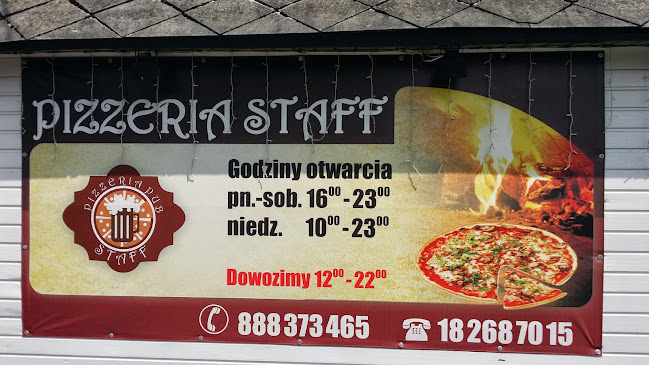 PIZZERIA STAFF
Godziny otwarcia
pn.-sob. 16⁰⁰-23⁰⁰
niedz. 10⁰⁰-23⁰⁰
Dowozimy 12⁰⁰-22⁰⁰
PIZZERIA PUB
STAFF
888 373 465
18 268 70 15